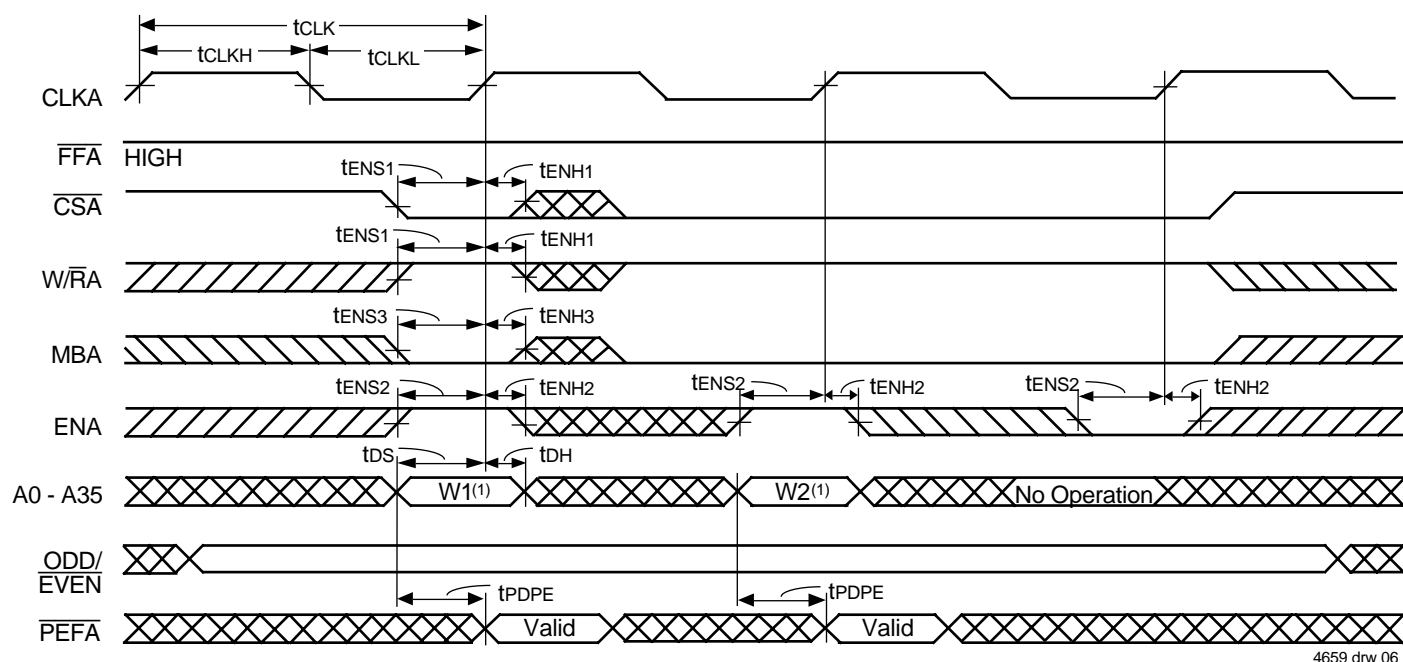 tCLK
tCLKH
tCLKL
CLKA
FFA
HIGH
tENS1
tENH1
CSA
tENS1
tENH1
W/RA
tENS3
tENH3
MBA
tENS2
tENH2
tENS2
tENH2
tENS2
tENH2
ENA
tDS
tDH
A0 - A35
W1(1)
W2(1)
No Operation
ODD/
EVEN
tPDPE
tPDPE
PEFA
Valid
Valid
4659 drw 06